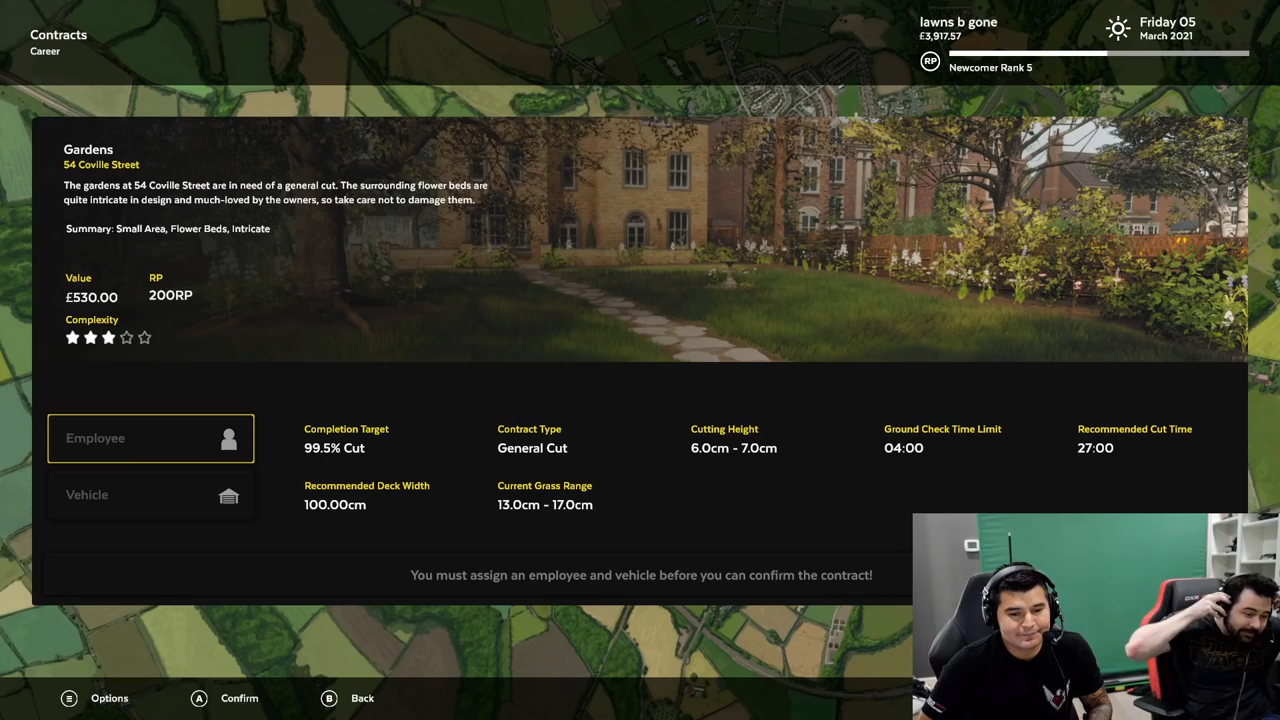 Contracts
Career
lawns b gone
£3,917.57
Friday 05
March 2021
RP
Newcomer Rank 5
Gardens
54 Coville Street
The gardens at 54 Coville Street are in need of a general cut. The surrounding flower beds are
quite intricate in design and much-loved by the owners, so take care not to damage them.
Summary: Small Area, Flower Beds, Intricate
Value
RP
£530.00
200RP
Complexity
Employee
Vehicle
Completion Target
Contract Type
Cutting Height
Ground Check Time Limit
Recommended Cut Time
99.5% Cut
General Cut
6.0cm - 7.0cm
04:00
27:00
Recommended Deck Width
Current Grass Range
100.00cm
13.0cm - 17.0cm
You must assign an employee and vehicle before you can confirm the contract!
Options
A
Confirm
B
Back